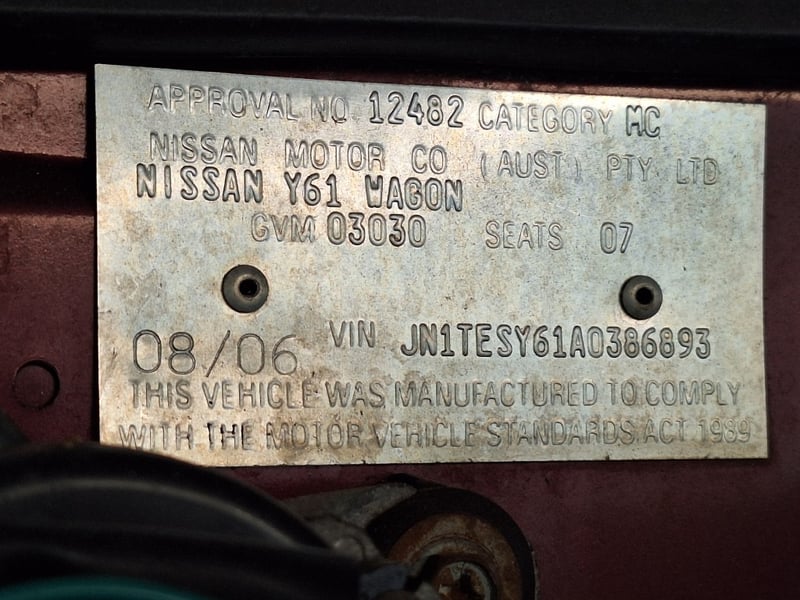 APPROVAL NO 12482 CATEGORY MC
NISSAN MOTOR CO (AUST) PTY LTD
NISSAN Y61 WAGON
GVM 03030 SEATS 07
08/06 VIN JN1TESY61A0386893
THIS VEHICLE WAS MANUFACTURED TO COMPLY
WITH THE MOTOR VEHICLE STANDARDS ACT 1989